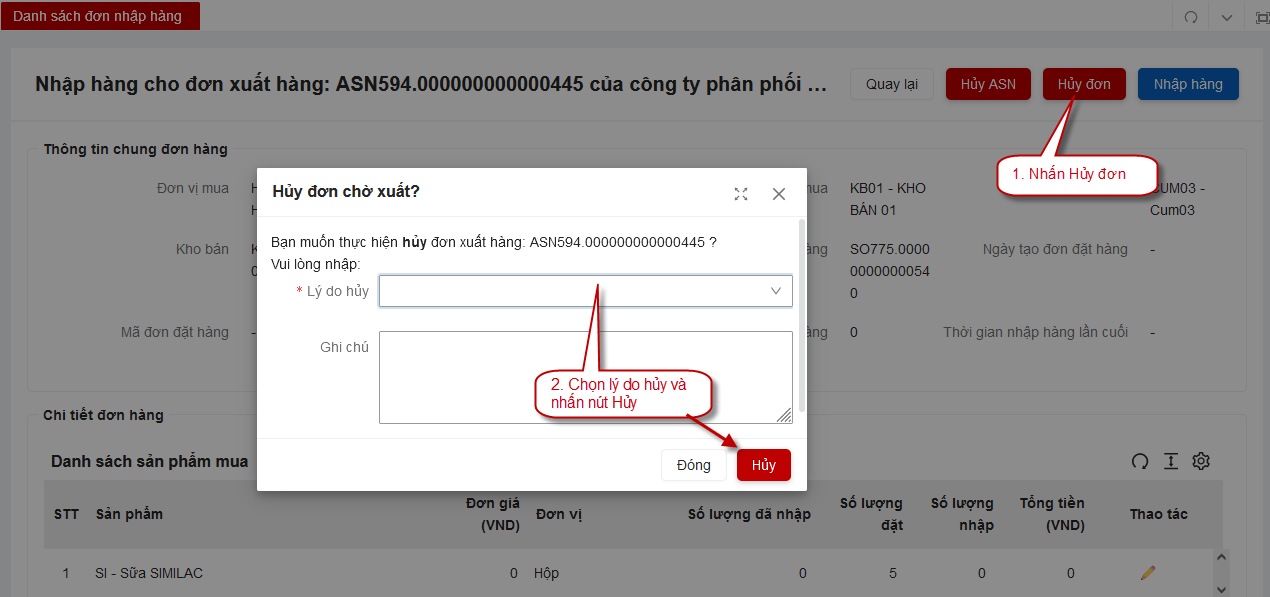 Danh sách đơn nhập hàng
Nhập hàng cho đơn xuất hàng: ASN594.000000000000445 của công ty phân phối ...
Quay lại
Hủy ASN
Hủy đơn
Nhập hàng
Thông tin chung đơn hàng
1. Nhấn Hủy đơn
Đơn vị mua
KB01 - KHO
BÁN 01
CUM03 -
Cum03
Kho bán
SO775.0000
0000000054
0
Ngày tạo đơn đặt hàng
-
Mã đơn đặt hàng
-
0
Thời gian nhập hàng lần cuối
-
Hủy đơn chờ xuất?
Bạn muốn thực hiện hủy đơn xuất hàng: ASN594.000000000000445 ?
Vui lòng nhập:
* Lý do hủy
Ghi chú
2. Chọn lý do hủy và
nhấn nút Hủy
Đóng
Hủy
Chi tiết đơn hàng
Danh sách sản phẩm mua
STT
Sản phẩm
Đơn giá
(VND)
Đơn vị
Số lượng đã nhập
Số lượng
đặt
Số lượng
nhập
Tổng tiền
(VND)
Thao tác
1
SI - Sữa SIMILAC
0
Hộp
0
5
0
0